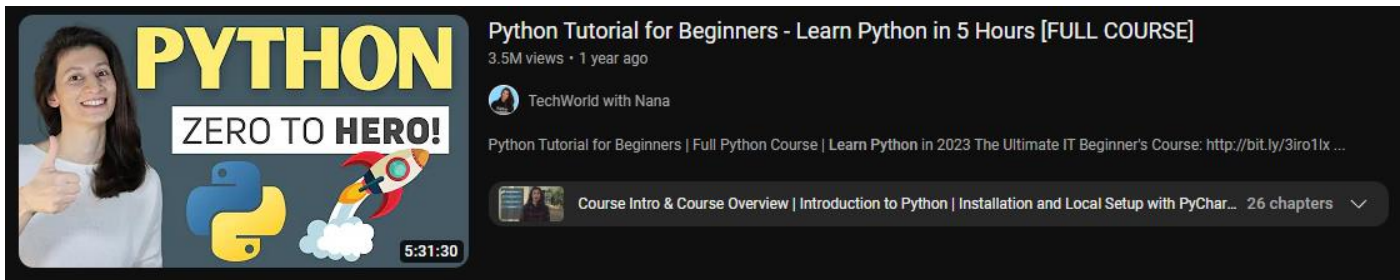 PYTHON
ZERO TO HERO!
5:31:30
Python Tutorial for Beginners - Learn Python in 5 Hours [FULL COURSE]
3.5M views • 1 year ago
TechWorld with Nana
Python Tutorial for Beginners | Full Python Course | Learn Python in 2023 The Ultimate IT Beginner's Course: http://bit.ly/3iro1lx ...
Course Intro & Course Overview | Introduction to Python | Installation and Local Setup with PyChar... 26 chapters